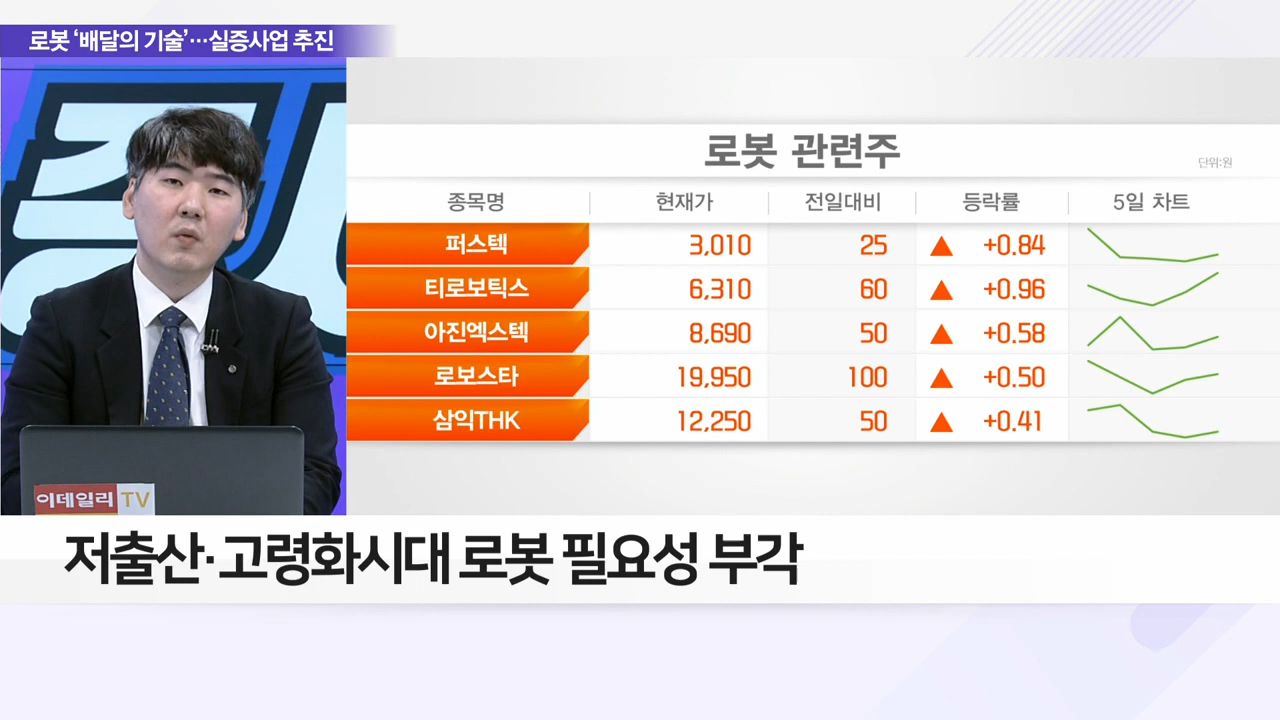 로봇 ‘배달의 기술’…실증사업 추진
로봇 관련주
단위:원
종목명 현재가 전일대비 등락률 5일 차트
퍼스텍 3,010 25 ▲ +0.84
티로보틱스 6,310 60 ▲ +0.96
아진엑스텍 8,690 50 ▲ +0.58
로보스타 19,950 100 ▲ +0.50
삼익THK 12,250 50 ▲ +0.41
이데일리 TV
저출산·고령화시대 로봇 필요성 부각